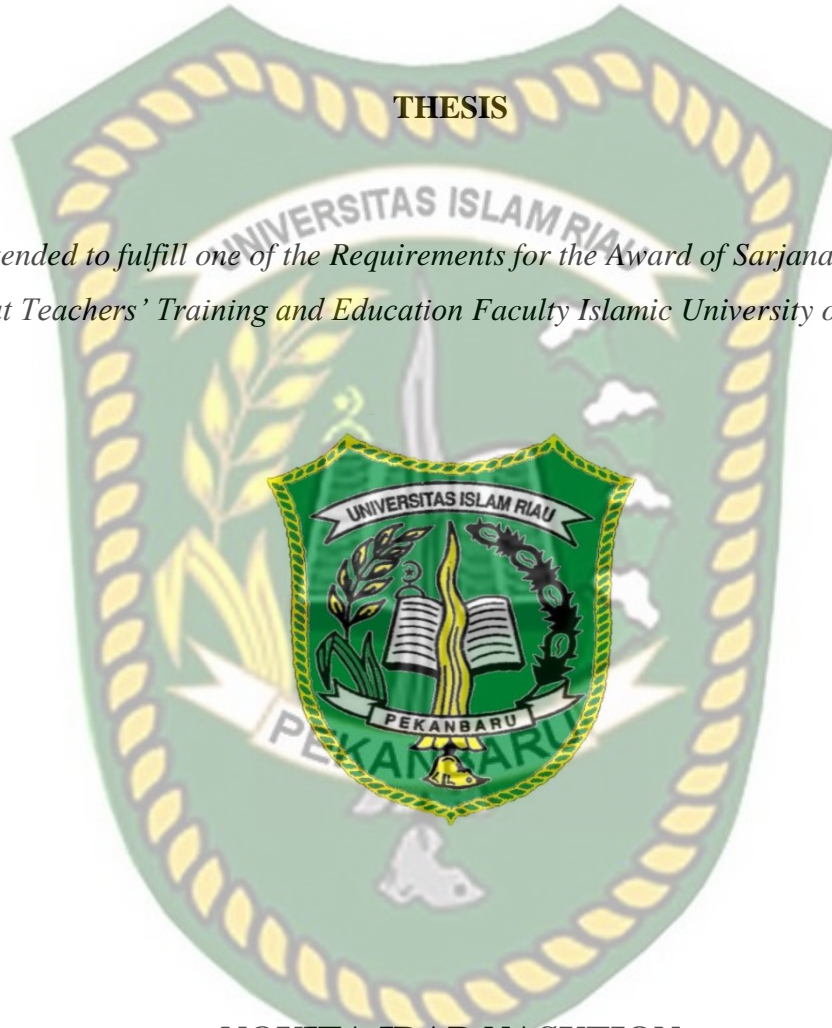 THESIS
UNIVERSITAS ISLAM RIAU
ended to fulfill one of the Requirements for the Award of Sarjana
at Teachers’ Training and Education Faculty Islamic University o
UNIVERSITAS ISLAM RIAU
PEKANBARU
PEKANBARU